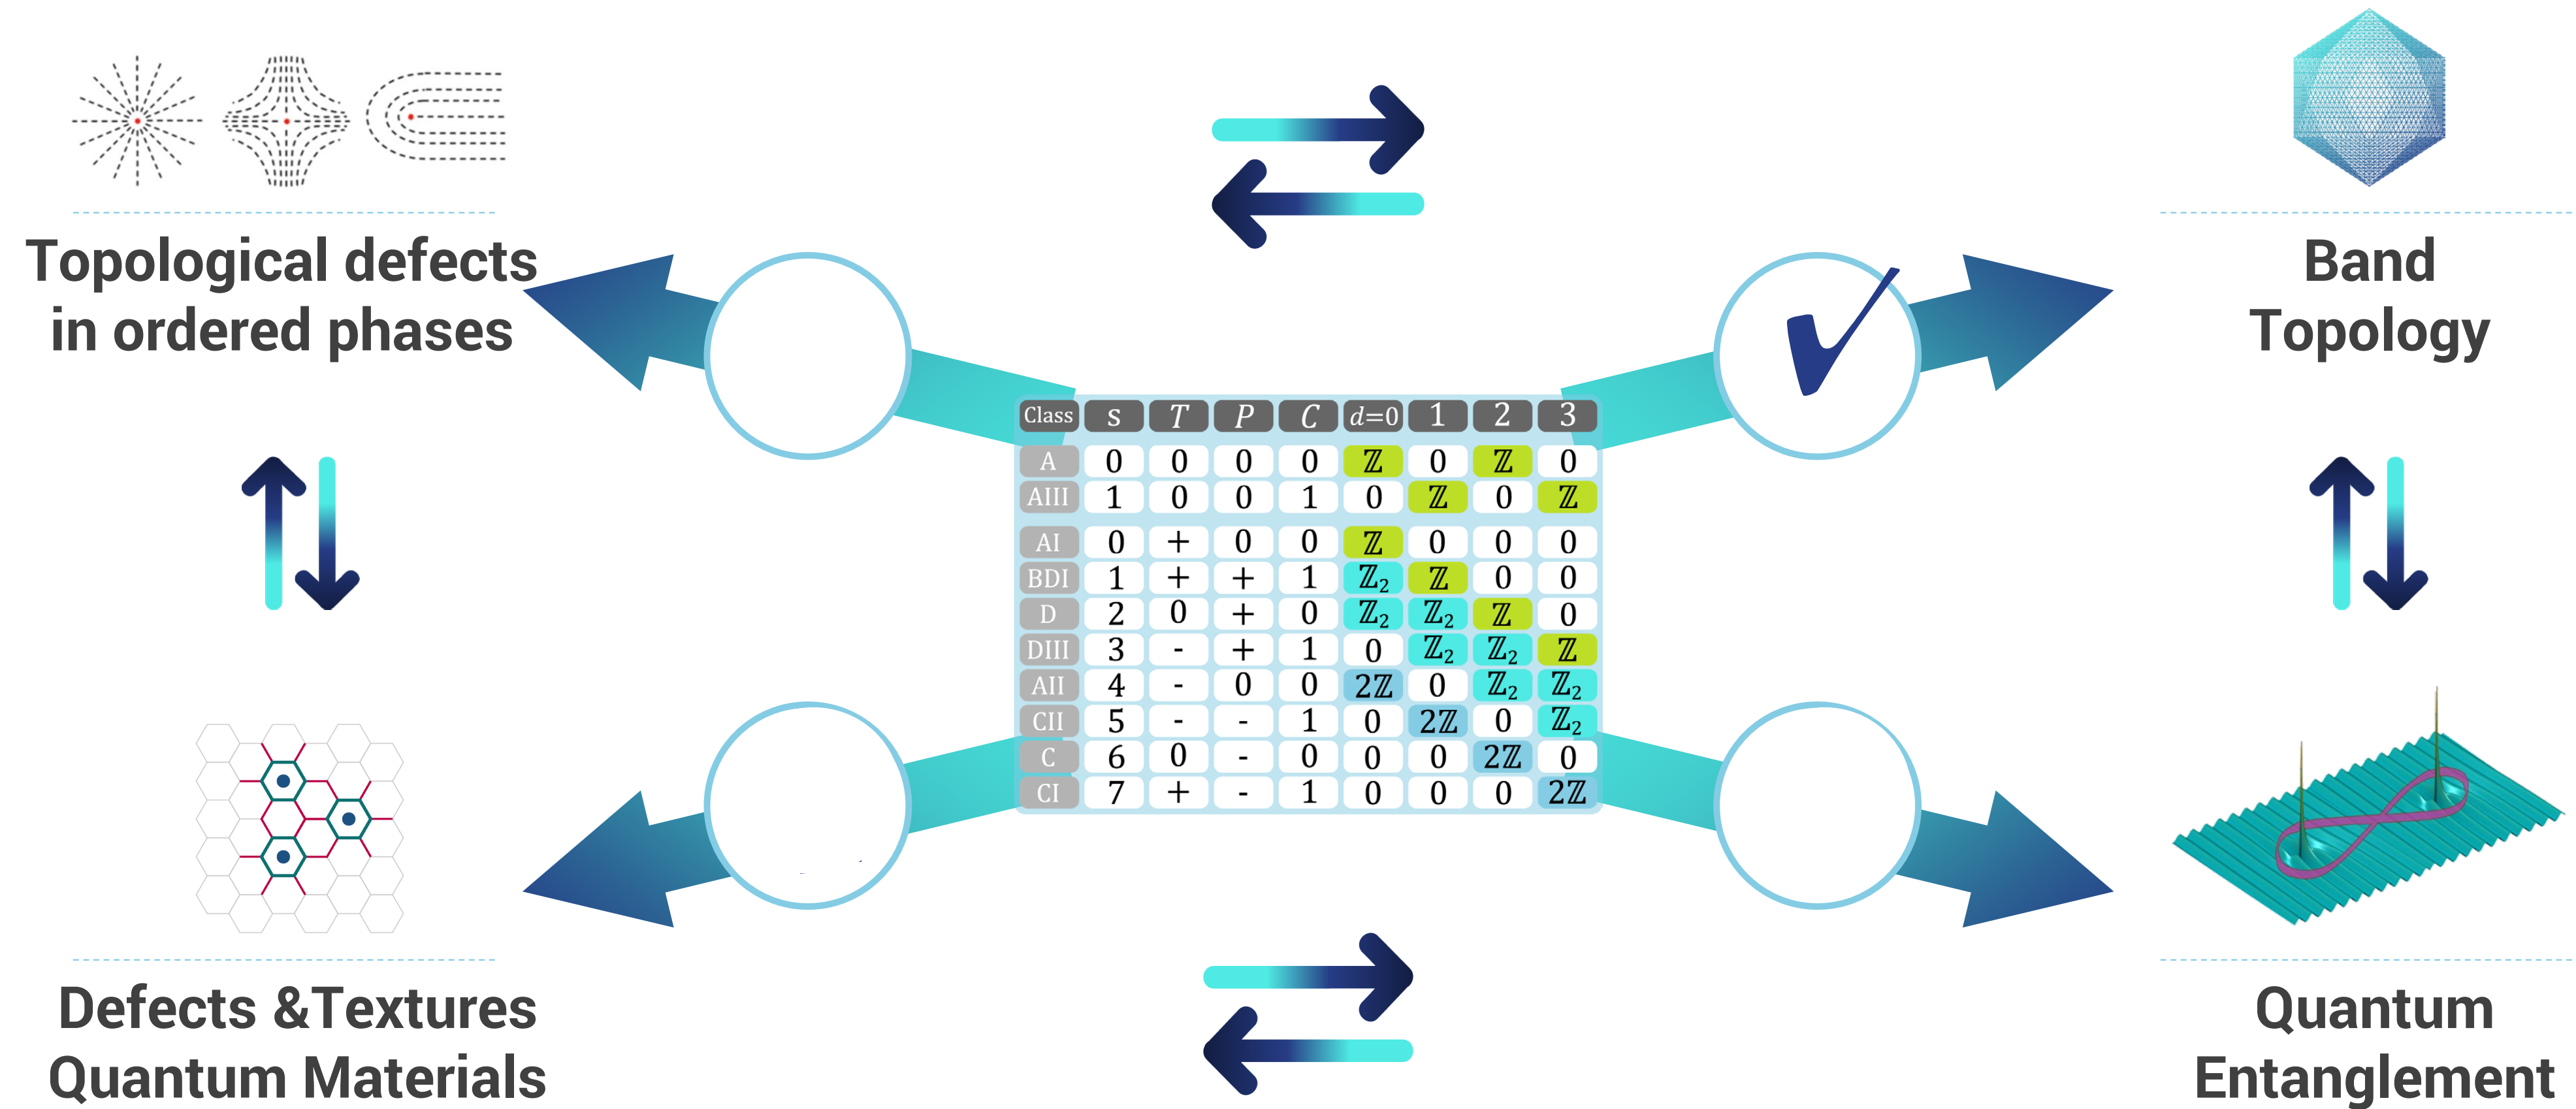 Topological defects
in ordered phases
Band
Topology
Class s T P C d=0 1 2 3
A 0 0 0 0 ℤ 0 ℤ 0
AIII 1 0 0 1 0 ℤ 0 ℤ
AI 0 + 0 0 ℤ 0 0 0
BDI 1 + + 1 ℤ₂ ℤ 0 0
D 2 0 + 0 ℤ₂ ℤ₂ ℤ 0
DIII 3 - + 1 0 ℤ₂ ℤ₂ ℤ
AII 4 - 0 0 2ℤ 0 ℤ₂ ℤ₂
CII 5 - - 1 0 2ℤ 0 ℤ₂
C 6 0 - 0 0 0 2ℤ 0
CI 7 + - 1 0 0 0 2ℤ
Defects &Textures
Quantum Materials
Quantum
Entanglement